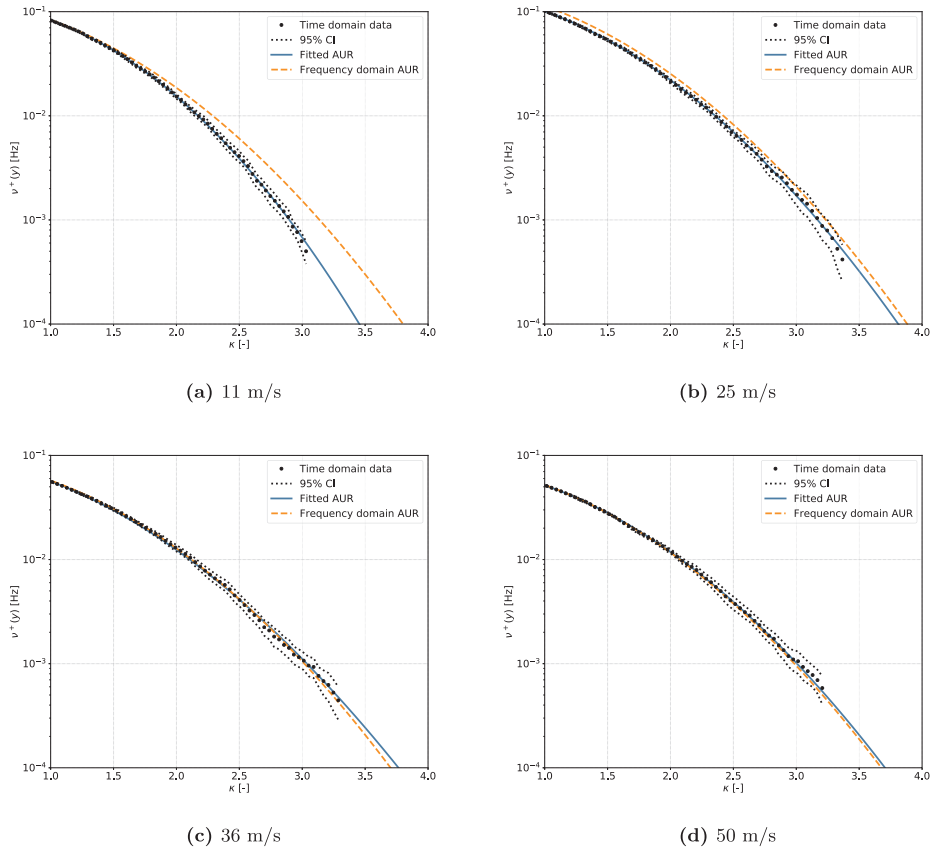 Time domain data
95% CI
Fitted AUR
Frequency domain AUR
10⁻¹
10⁻²
10⁻³
10⁻⁴
ν⁺(y) [Hz]
1.0 1.5 2.0 2.5 3.0 3.5 4.0
κ [-]
(a) 11 m/s
Time domain data
95% CI
Fitted AUR
Frequency domain AUR
10⁻¹
10⁻²
10⁻³
10⁻⁴
ν⁺(y) [Hz]
1.0 1.5 2.0 2.5 3.0 3.5 4.0
κ [-]
(b) 25 m/s
Time domain data
95% CI
Fitted AUR
Frequency domain AUR
10⁻¹
10⁻²
10⁻³
10⁻⁴
ν⁺(y) [Hz]
1.0 1.5 2.0 2.5 3.0 3.5 4.0
κ [-]
(c) 36 m/s
Time domain data
95% CI
Fitted AUR
Frequency domain AUR
10⁻¹
10⁻²
10⁻³
10⁻⁴
ν⁺(y) [Hz]
1.0 1.5 2.0 2.5 3.0 3.5 4.0
κ [-]
(d) 50 m/s